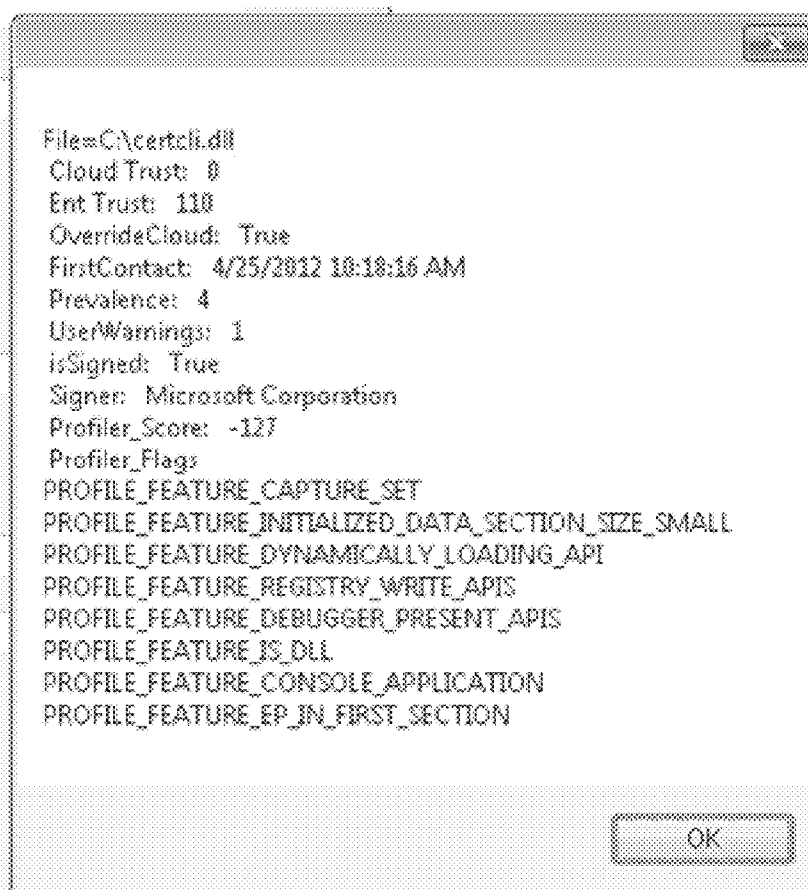 File=C:\certcli.dll
Cloud Trust: 0
Ent Trust: 110
OverrideCloud: True
FirstContact: 4/25/2012 10:18:16 AM
Prevalence: 4
UserWarnings: 1
isSigned: True
Signer: Microsoft Corporation
Profiler_Score: -127
Profiler_Flags
PROFILE_FEATURE_CAPTURE_SET
PROFILE_FEATURE_INITIALIZED_DATA_SECTION_SIZE_SMALL
PROFILE_FEATURE_DYNAMICALLY_LOADING_API
PROFILE_FEATURE_REGISTRY_WRITE_APIS
PROFILE_FEATURE_DEBUGGER_PRESENT_APIS
PROFILE_FEATURE_IS_DLL
PROFILE_FEATURE_CONSOLE_APPLICATION
PROFILE_FEATURE_EP_IN_FIRST_SECTION
OK